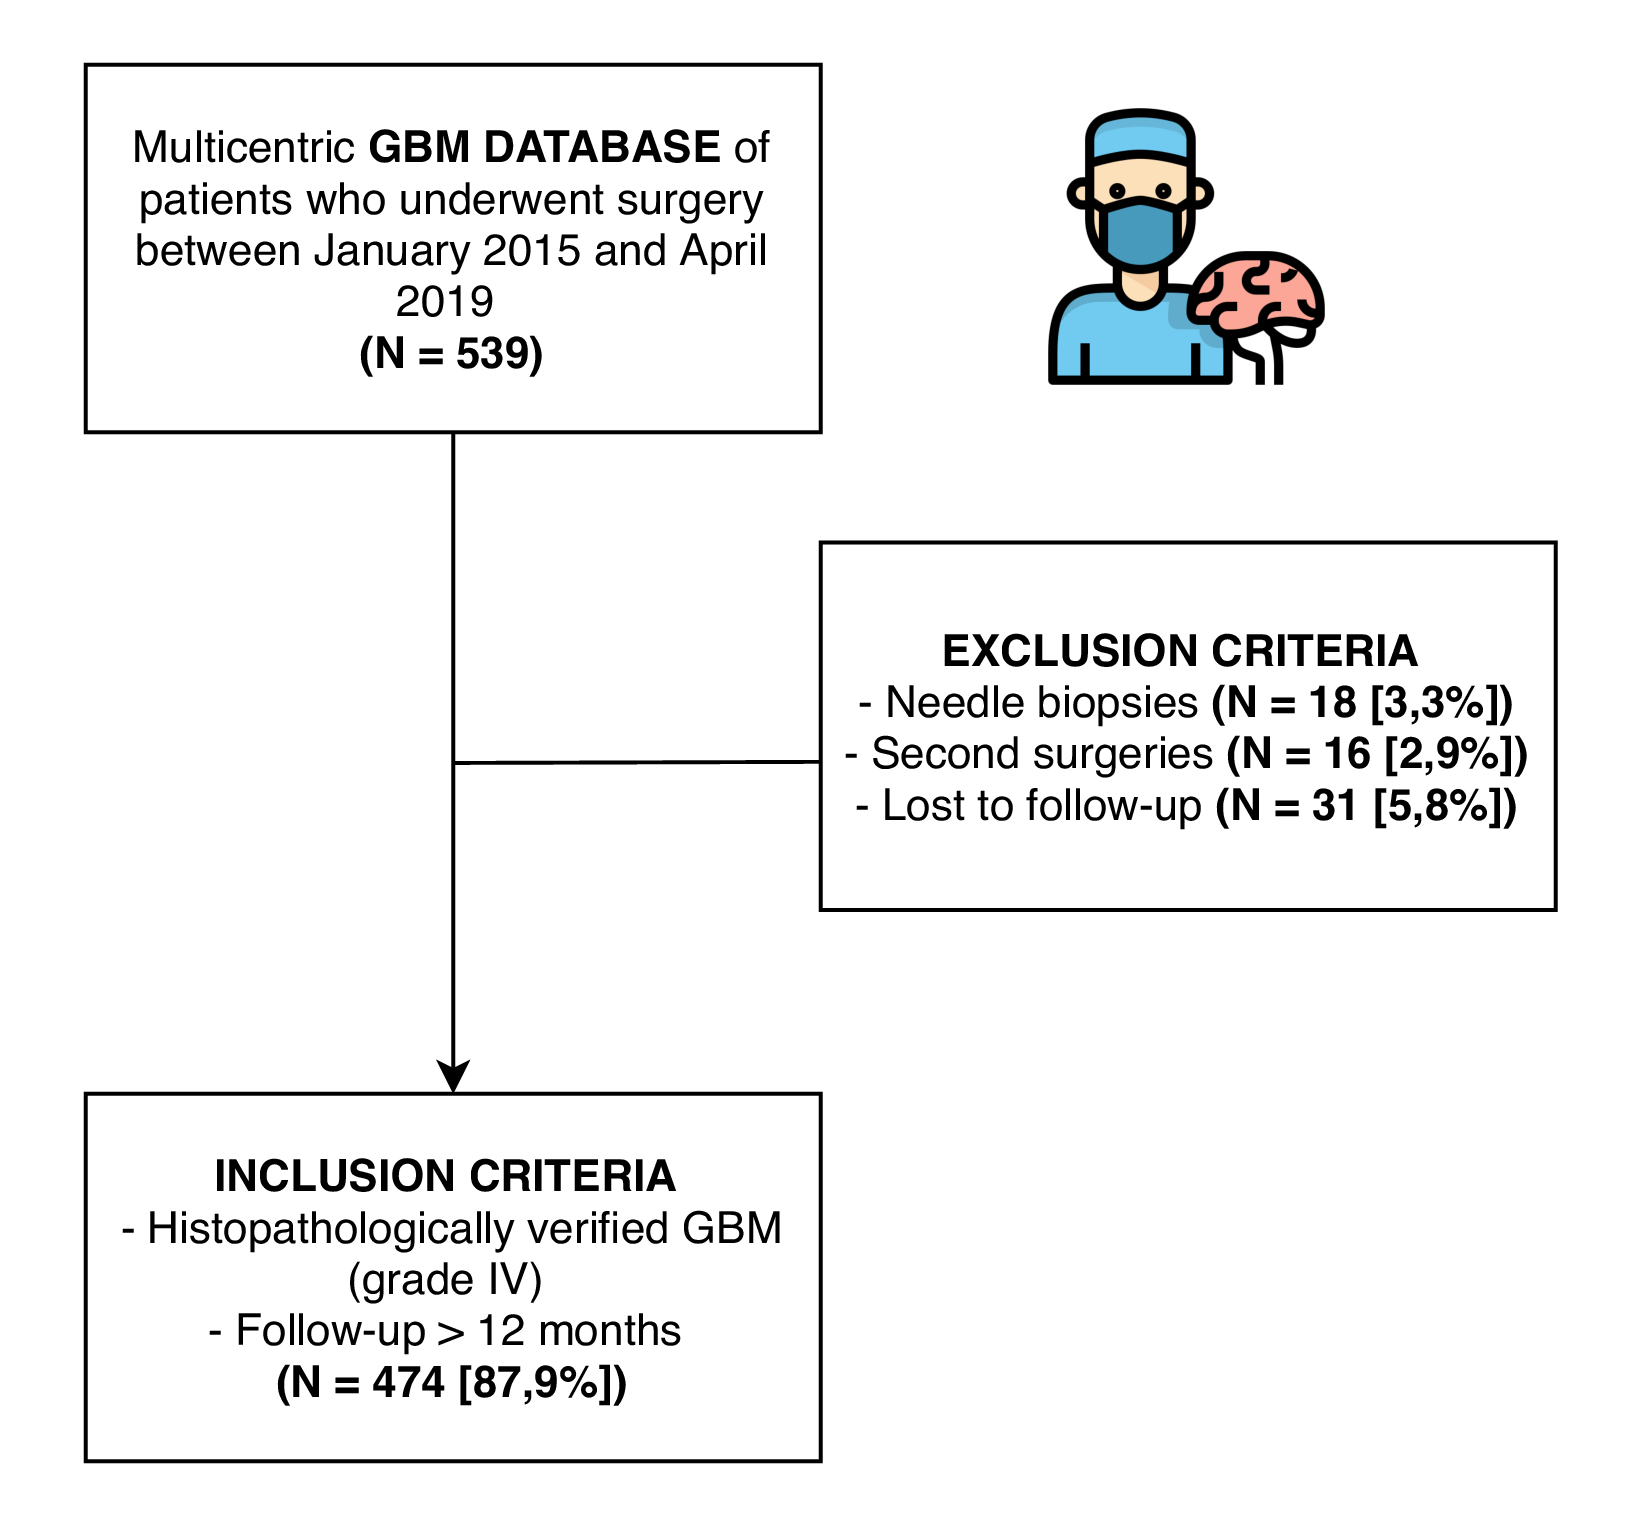 Multicentric GBM DATABASE of
patients who underwent surgery
between January 2015 and April
2019
(N = 539)
EXCLUSION CRITERIA
- Needle biopsies (N = 18 [3,3%])
- Second surgeries (N = 16 [2,9%])
- Lost to follow-up (N = 31 [5,8%])
INCLUSION CRITERIA
- Histopathologically verified GBM
(grade IV)
- Follow-up > 12 months
(N = 474 [87,9%])